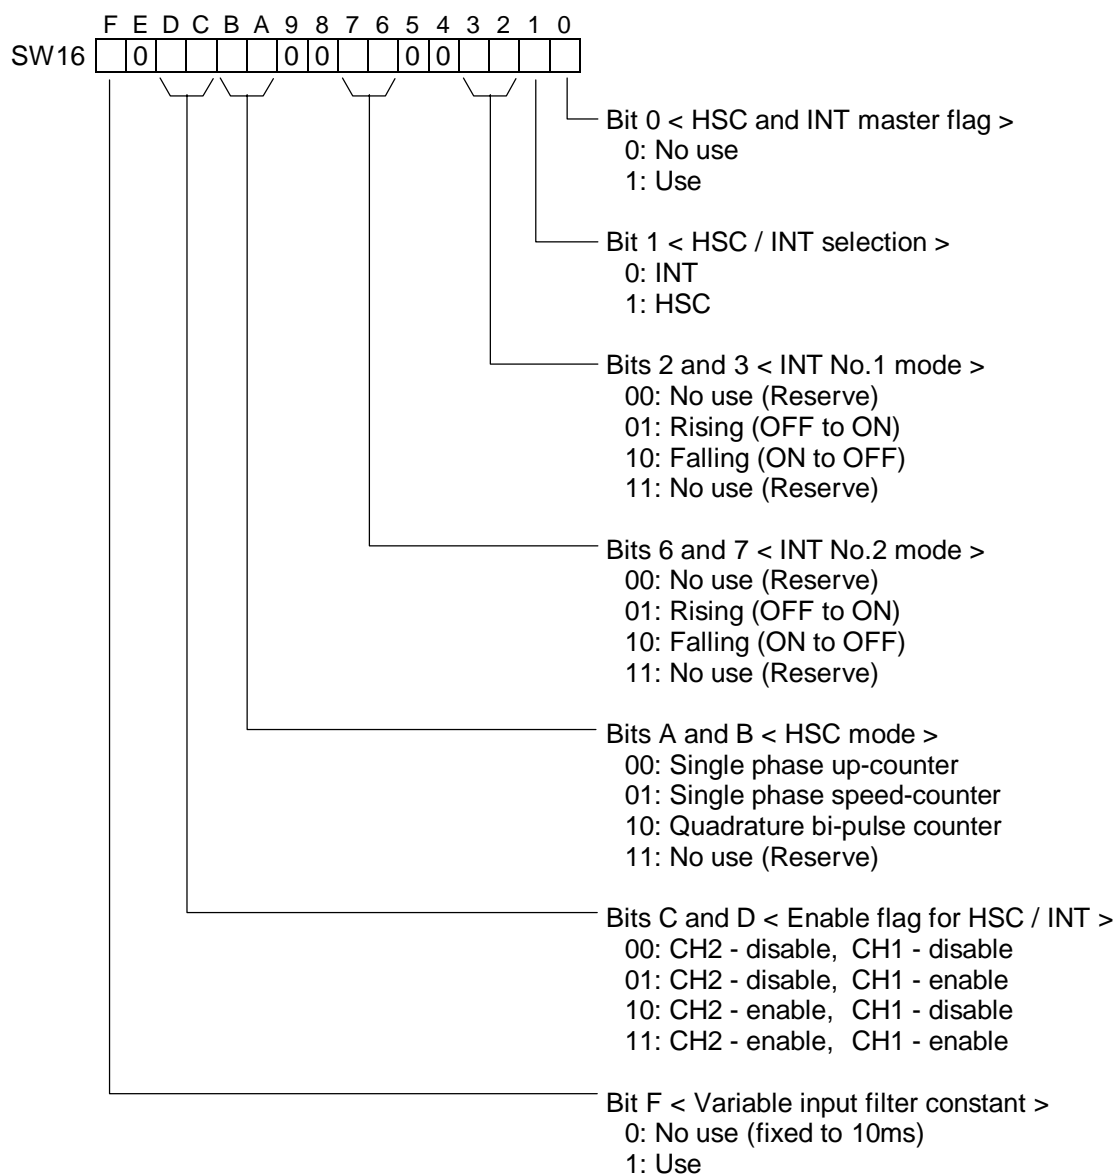 F E D C B A 9 8 7 6 5 4 3 2 1 0
SW16 0 0 0 0 0
Bit 0 < HSC and INT master flag >
0: No use
1: Use
Bit 1 < HSC / INT selection >
0: INT
1: HSC
Bits 2 and 3 < INT No.1 mode >
00: No use (Reserve)
01: Rising (OFF to ON)
10: Falling (ON to OFF)
11: No use (Reserve)
Bits 6 and 7 < INT No.2 mode >
00: No use (Reserve)
01: Rising (OFF to ON)
10: Falling (ON to OFF)
11: No use (Reserve)
Bits A and B < HSC mode >
00: Single phase up-counter
01: Single phase speed-counter
10: Quadrature bi-pulse counter
11: No use (Reserve)
Bits C and D < Enable flag for HSC / INT >
00: CH2 - disable, CH1 - disable
01: CH2 - disable, CH1 - enable
10: CH2 - enable, CH1 - disable
11: CH2 - enable, CH1 - enable
Bit F < Variable input filter constant >
0: No use (fixed to 10ms)
1: Use